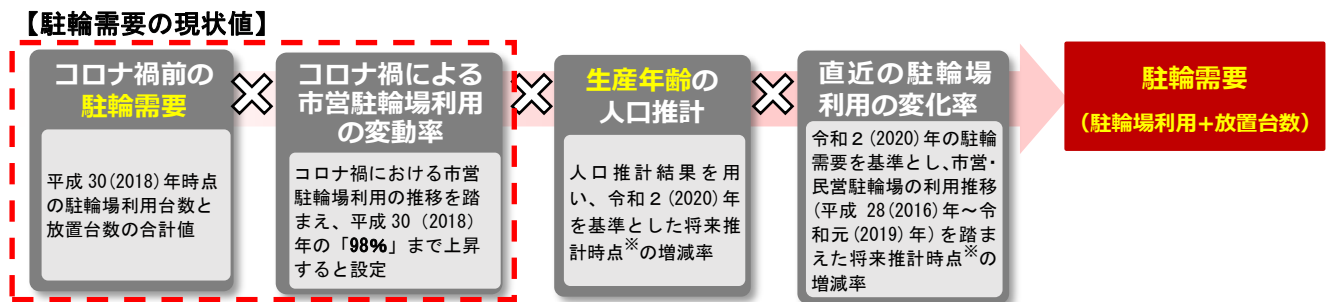 【駐輪需要の現状値】
コロナ禍前の
駐輪需要
平成 30(2018)年時点
の駐輪場利用台数と
放置台数の合計値
×
コロナ禍による
市営駐輪場利用
の変動率
コロナ禍における市営
駐輪場利用の推移を踏
まえ、平成 30 (2018)
年の「98%」まで上昇
すると設定
×
生産年齢の
人口推計
人口推計結果を用
い、令和２(2020)年
を基準とした将来推
計時点※の増減率
×
直近の駐輪場
利用の変化率
令和２(2020)年の駐輪
需要を基準とし、市営・
民営駐輪場の利用推移
(平成 28(2016)年～令
和元(2019)年)を踏ま
えた将来推計時点※の
増減率
駐輪需要
（駐輪場利用+放置台数）